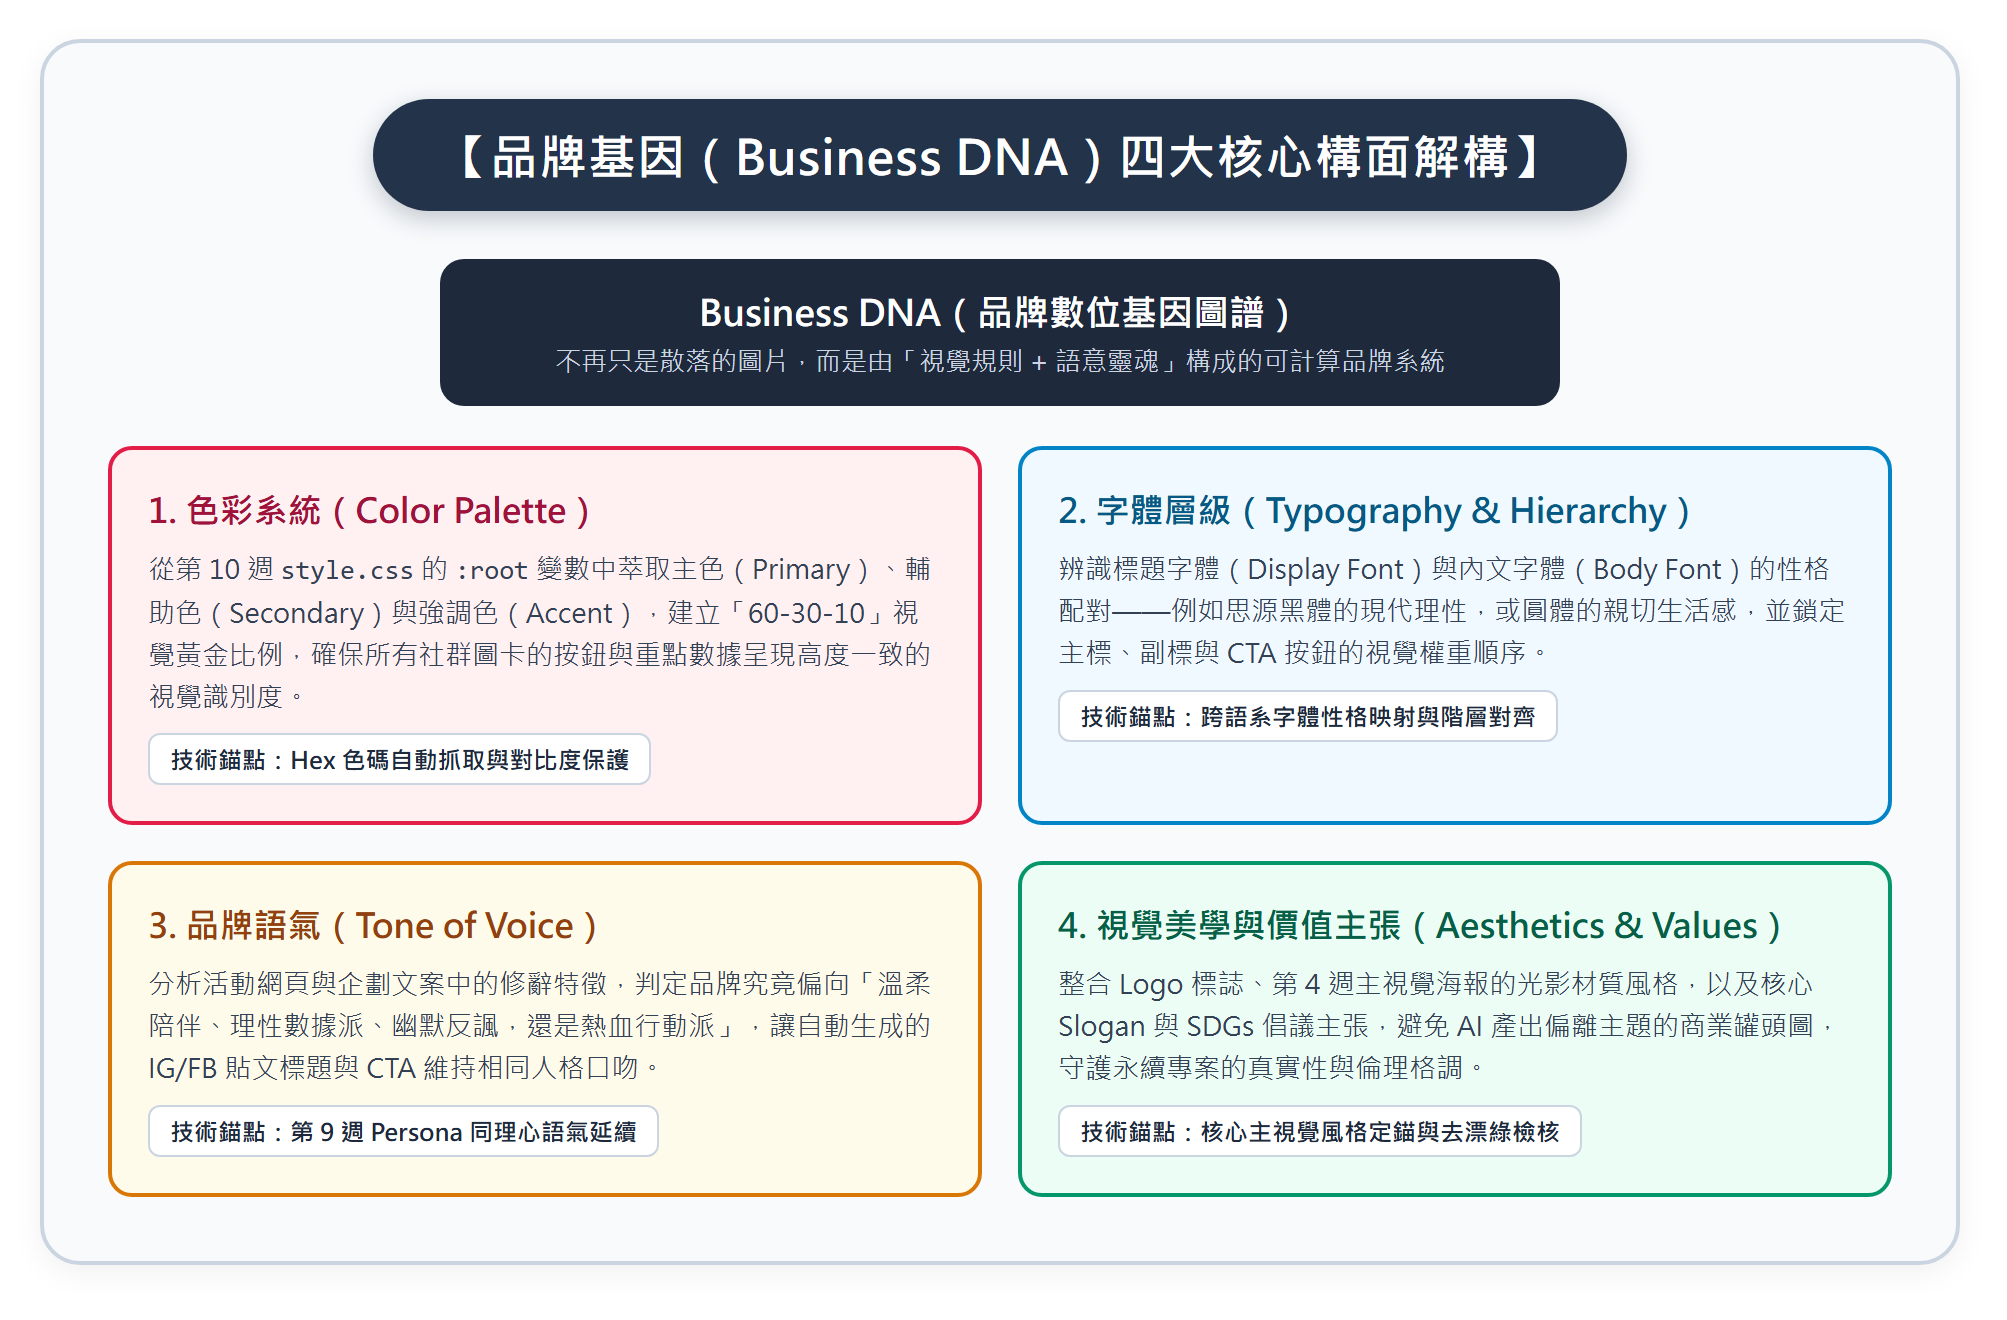 【品牌基因（Business DNA）四大核心構面解構】
Business DNA（品牌數位基因圖譜）
不再只是散落的圖片，而是由「視覺規則 + 語意靈魂」構成的可計算品牌系統
1. 色彩系統（Color Palette）
從第 10 週 style.css 的 :root 變數中萃取主色（Primary）、輔
助色（Secondary）與強調色（Accent），建立「60-30-10」視
覺黃金比例，確保所有社群圖卡的按鈕與重點數據呈現高度一致的
視覺識別度。
技術錨點：Hex 色碼自動抓取與對比度保護
2. 字體層級（Typography & Hierarchy）
辨識標題字體（Display Font）與內文字體（Body Font）的性格
配對——例如思源黑體的現代理性，或圓體的親切生活感，並鎖定
主標、副標與 CTA 按鈕的視覺權重順序。
技術錨點：跨語系字體性格映射與階層對齊
3. 品牌語氣（Tone of Voice）
分析活動網頁與企劃文案中的修辭特徵，判定品牌究竟偏向「溫柔
陪伴、理性數據派、幽默反諷，還是熱血行動派」，讓自動生成的
IG/FB 貼文標題與 CTA 維持相同人格口吻。
技術錨點：第 9 週 Persona 同理心語氣延續
4. 視覺美學與價值主張（Aesthetics & Values）
整合 Logo 標誌、第 4 週主視覺海報的光影材質風格，以及核心
Slogan 與 SDGs 倡議主張，避免 AI 產出偏離主題的商業罐頭圖，
守護永續專案的真實性與倫理格調。
技術錨點：核心主視覺風格定錨與去漂綠檢核